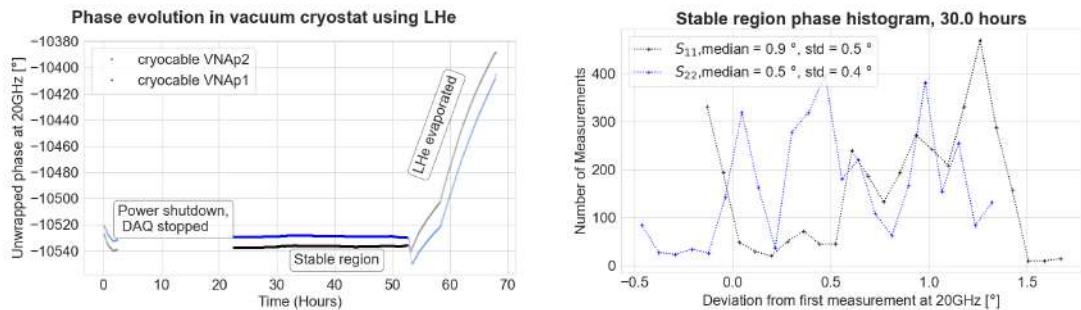 Phase evolution in vacuum cryostat using LHe
−10380
−10400
−10420
−10440
−10460
−10480
−10500
−10520
−10540
Unwrapped phase at 20GHz [°]
cryocable VNAp2
cryocable VNAp1
LHe evaporated
Power shutdown,
DAQ stopped
Stable region
0 10 20 30 40 50 60 70
Time (Hours)
Stable region phase histogram, 30.0 hours
S11,median = 0.9 °, std = 0.5 °
S22,median = 0.5 °, std = 0.4 °
400
300
200
100
0
Number of Measurements
−0.5 0.0 0.5 1.0 1.5
Deviation from first measurement at 20GHz [°]